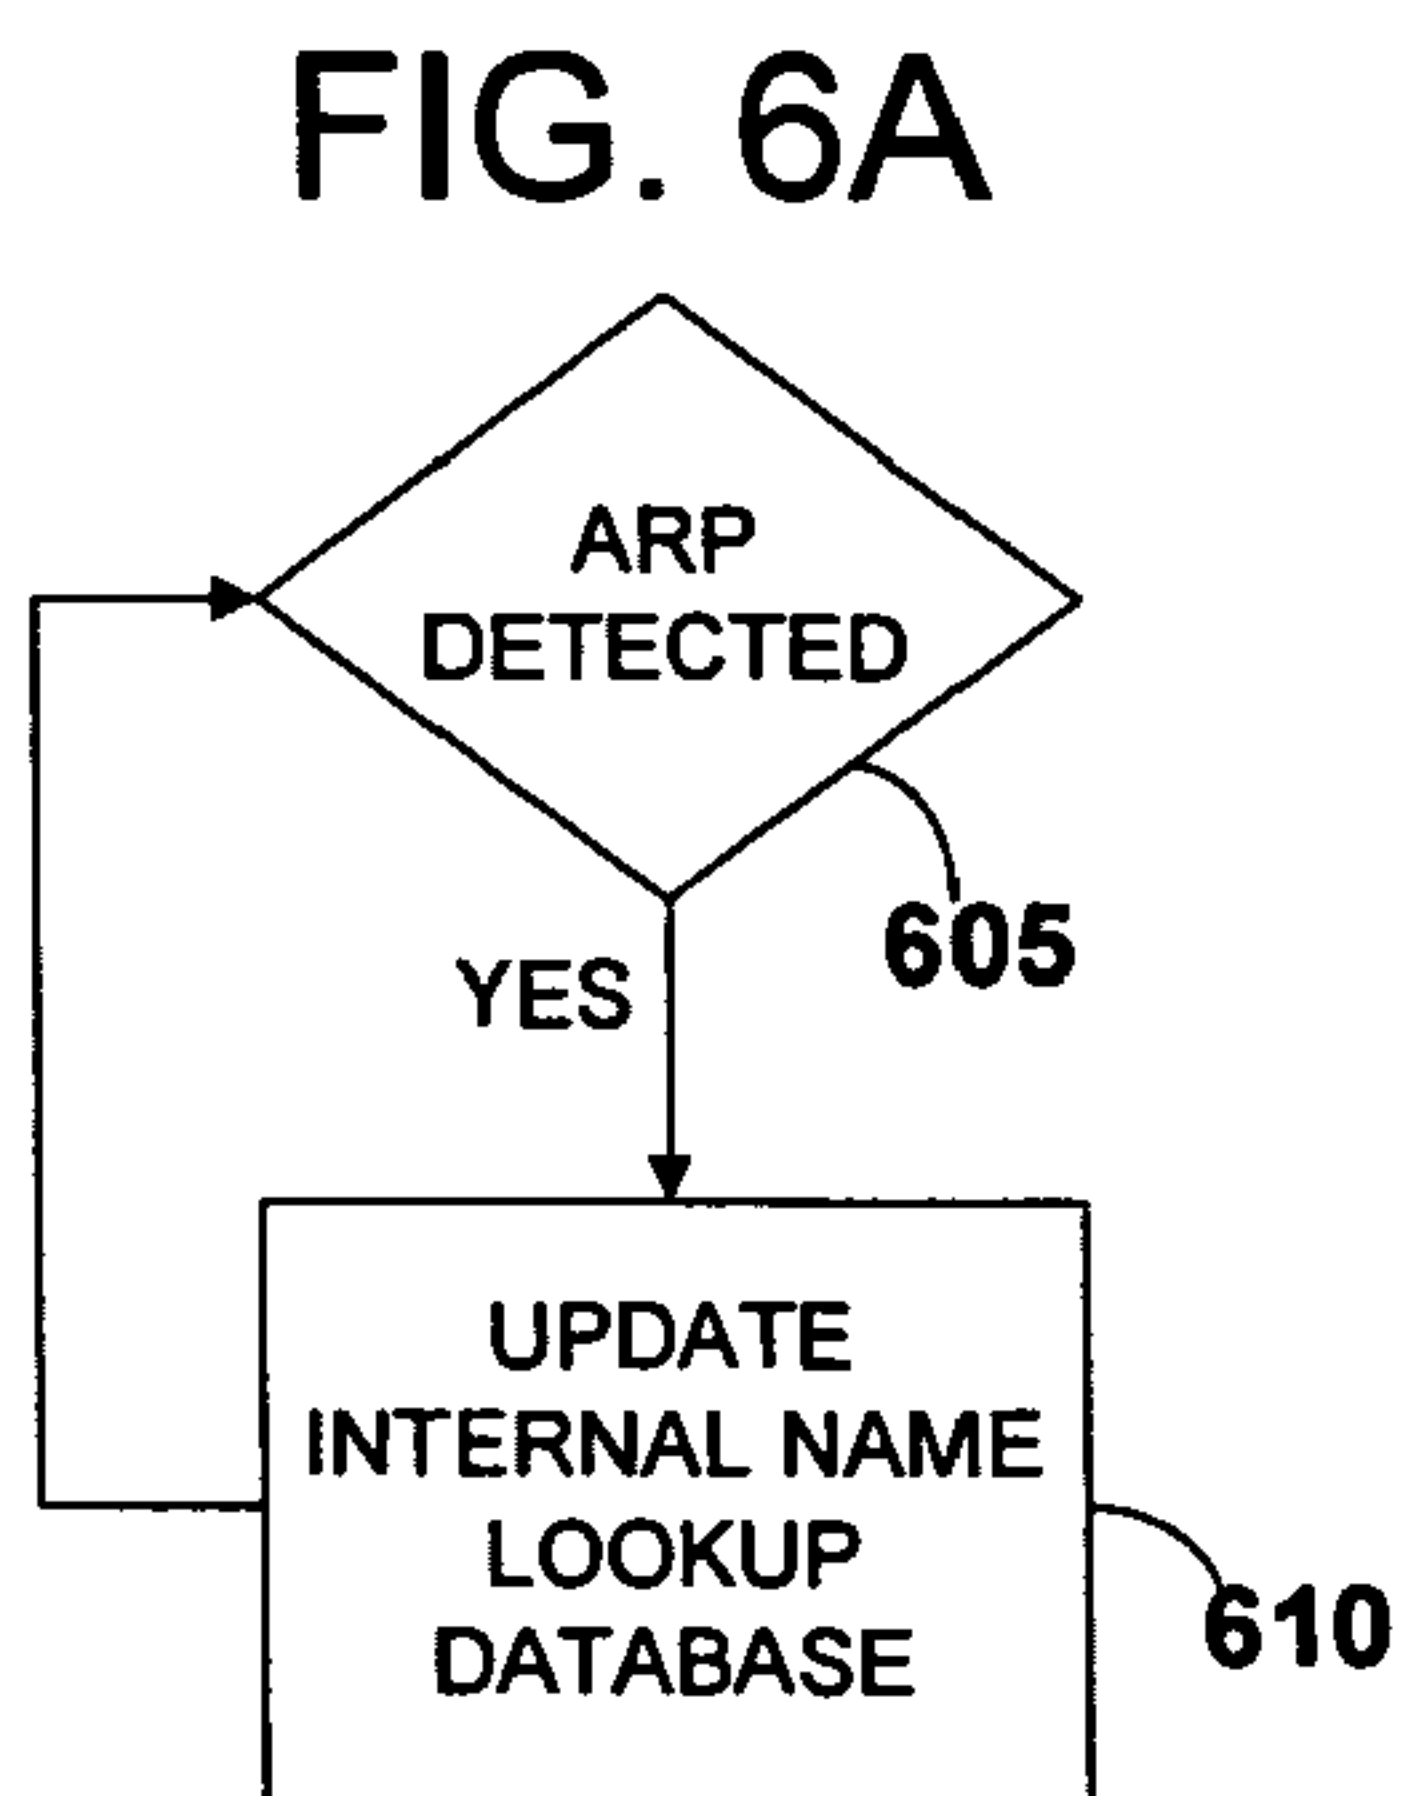 FIG. 6A
ARP
DETECTED
605
YES
UPDATE
INTERNAL NAME
LOOKUP
DATABASE
610